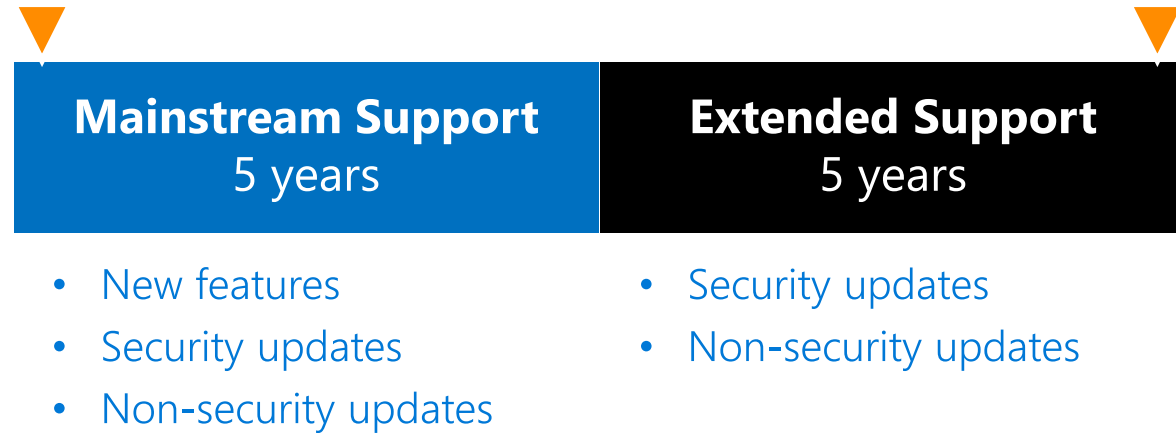 Mainstream Support
5 years
• New features
• Security updates
• Non-security updates
Extended Support
5 years
• Security updates
• Non-security updates